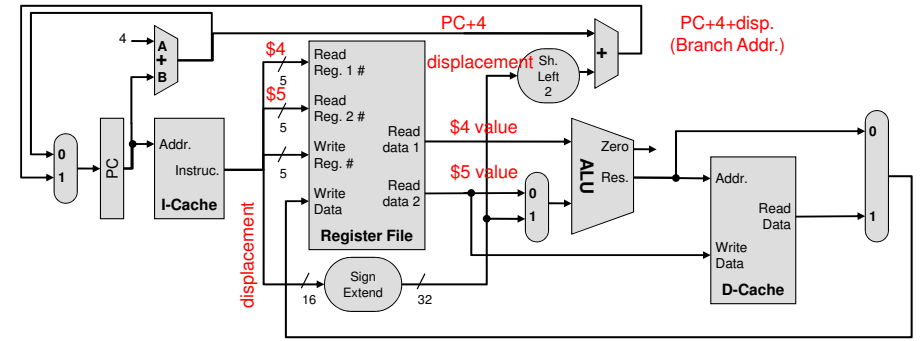 PC+4
PC+4+disp.
(Branch Addr.)
4
A
+
B
$4
5
Read
Reg. 1 #
displacement
Sh.
Left
2
+
$5
5
Read
Reg. 2 #
0
1
PC
Addr.
Instruc.
I-Cache
5
Write
Reg. #
Write
Data
Read
data 1
Read
data 2
Register File
$4 value
$5 value
0
1
Zero
ALU
Res.
Addr.
Read
Data
Write
Data
D-Cache
0
1
displacement
16
Sign
Extend
32